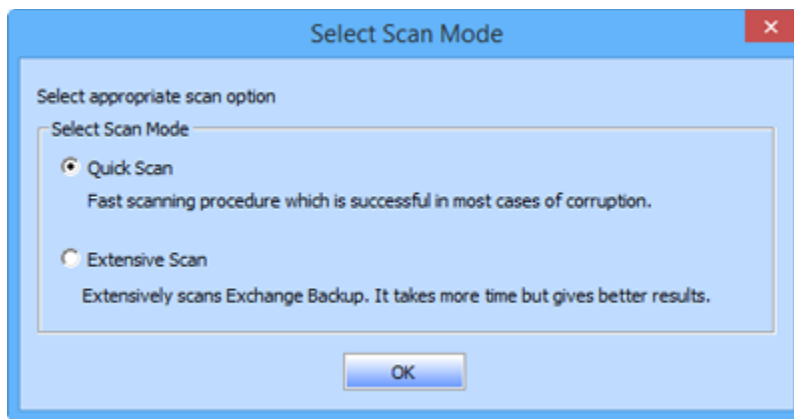 Select Scan Mode
Select appropriate scan option
Select Scan Mode
Quick Scan
Fast scanning procedure which is successful in most cases of corruption.
Extensive Scan
Extensively scans Exchange Backup. It takes more time but gives better results.
OK